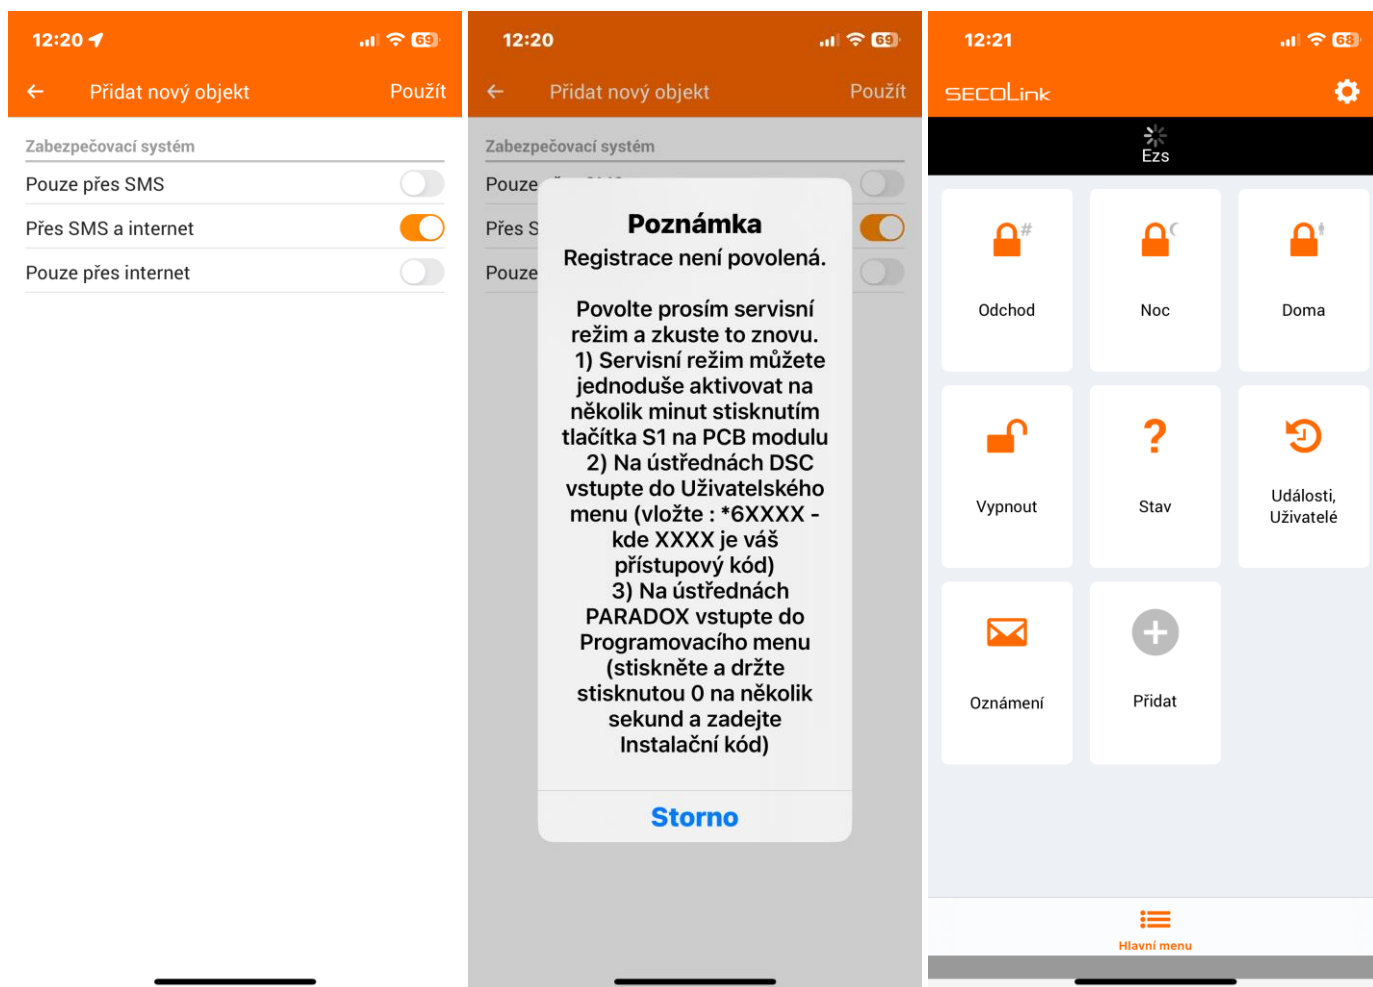 12:20
69
Přidat nový objekt
Použít
Zabezpečovací systém
Pouze přes SMS
Přes SMS a internet
Pouze přes internet
12:20
69
Přidat nový objekt
Použít
Zabezpečovací systém
Pouze
Přes S
Pouze
Poznámka
Registrace není povolená.
Povolte prosím servisní
režim a zkuste to znovu.
1) Servisní režim můžete
jednoduše aktivovat na
několik minut stisknutím
tlačítka S1 na PCB modulu
2) Na ústřednách DSC
vstupte do Uživatelského
menu (vložte : *6XXXX -
kde XXXX je váš
přístupový kód)
3) Na ústřednách
PARADOX vstupte do
Programovacího menu
(stiskněte a držte
stisknutou 0 na několik
sekund a zadejte
Instalační kód)
Storno
12:21
68
SECOLink
Ezs
Odchod
Noc
Doma
Vypnout
Stav
Události,
Uživatelé
Oznámení
Přidat
Hlavní menu